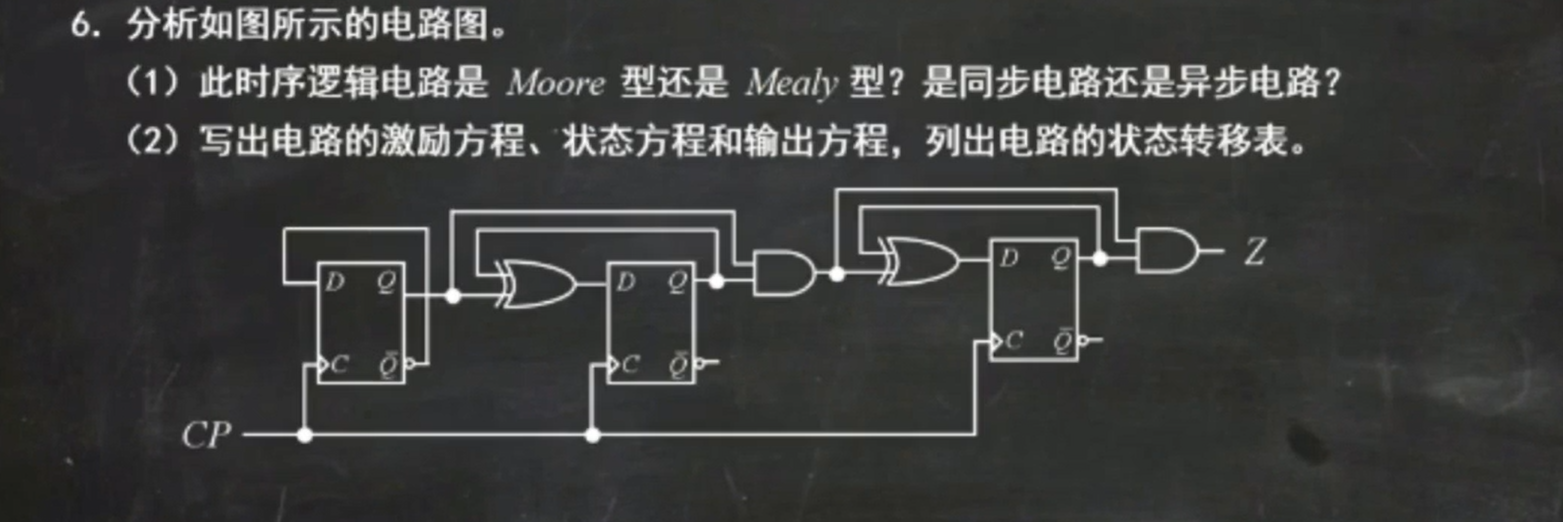 6. 分析如图所示的电路图。
（1）此时序逻辑电路是 Moore 型还是 Mealy 型？是同步电路还是异步电路？
（2）写出电路的激励方程、状态方程和输出方程，列出电路的状态转移表。
D Q
C Q̄
D Q
C Q̄
D Q
C Q̄
Z
CP